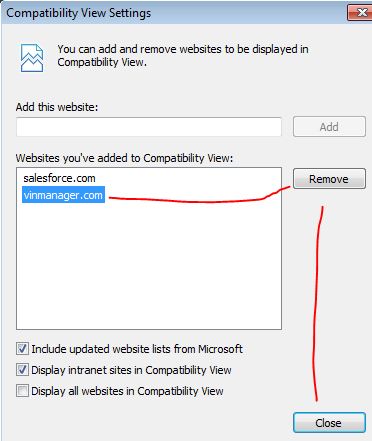 Compatibility View Settings
You can add and remove websites to be displayed in
Compatibility View.
Add this website:
Add
Websites you've added to Compatibility View:
salesforce.com
vinmanager.com
Remove
Include updated website lists from Microsoft
Display intranet sites in Compatibility View
Display all websites in Compatibility View
Close